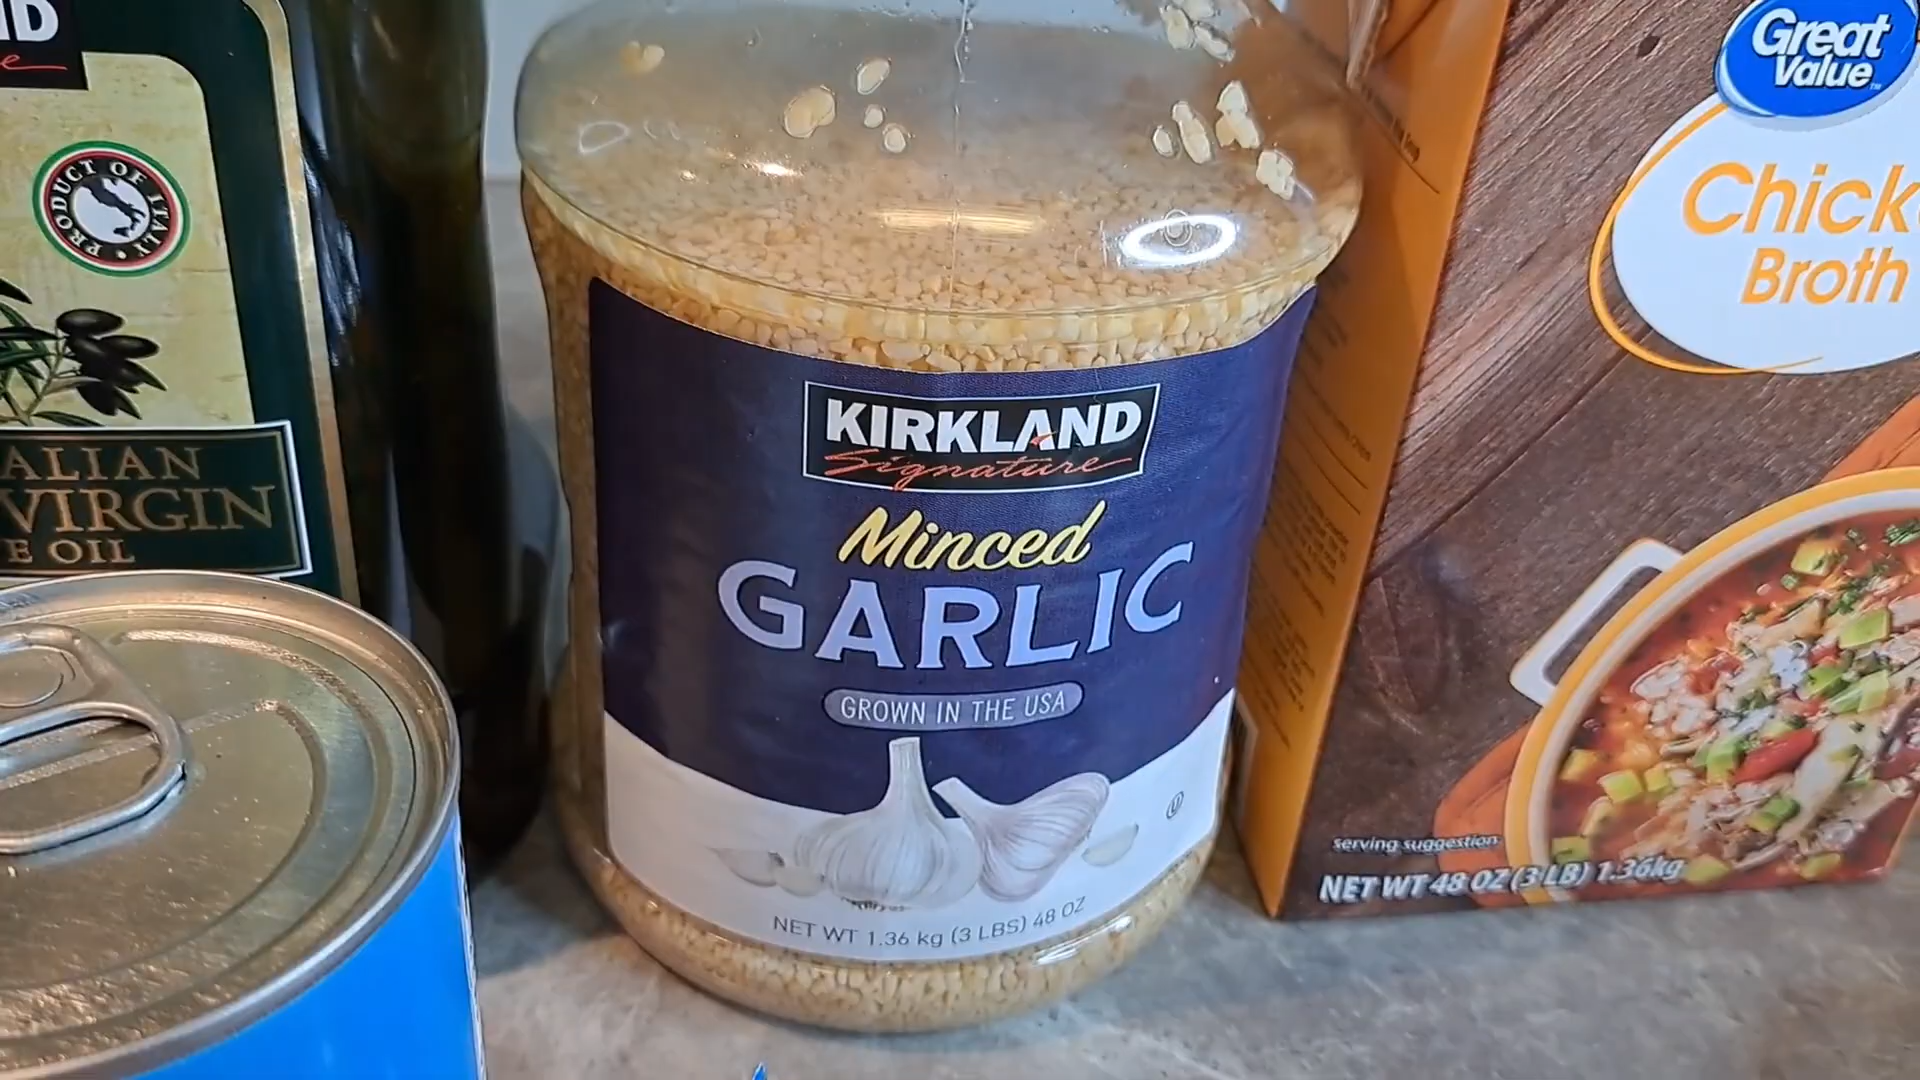 PRODUCT OF ITALY
ALIAN
VIRGIN
E OIL
KIRKLAND
Signature
Minced
GARLIC
GROWN IN THE USA
NET WT 1.36 kg (3 LBS) 48 OZ
Great
Value™
Chick
Broth
serving suggestion
NET WT 48 OZ (3 LB) 1.36kg